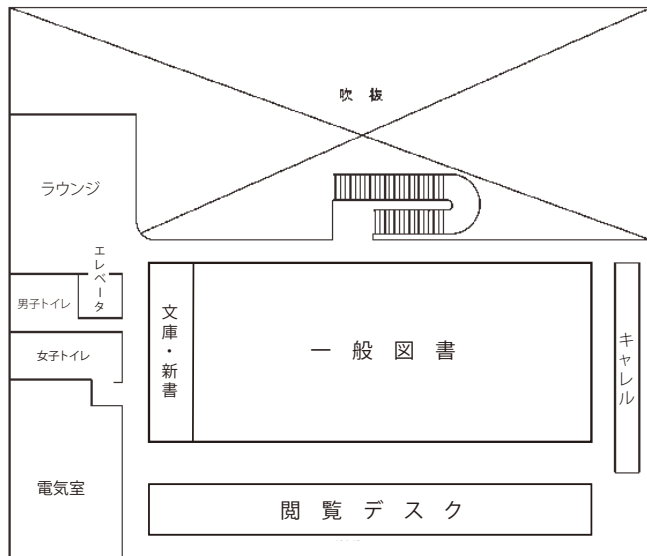 吹抜
ラウンジ
エレベータ
男子トイレ
文庫・新書
一般図書
キャレル
女子トイレ
電気室
閲覧デスク